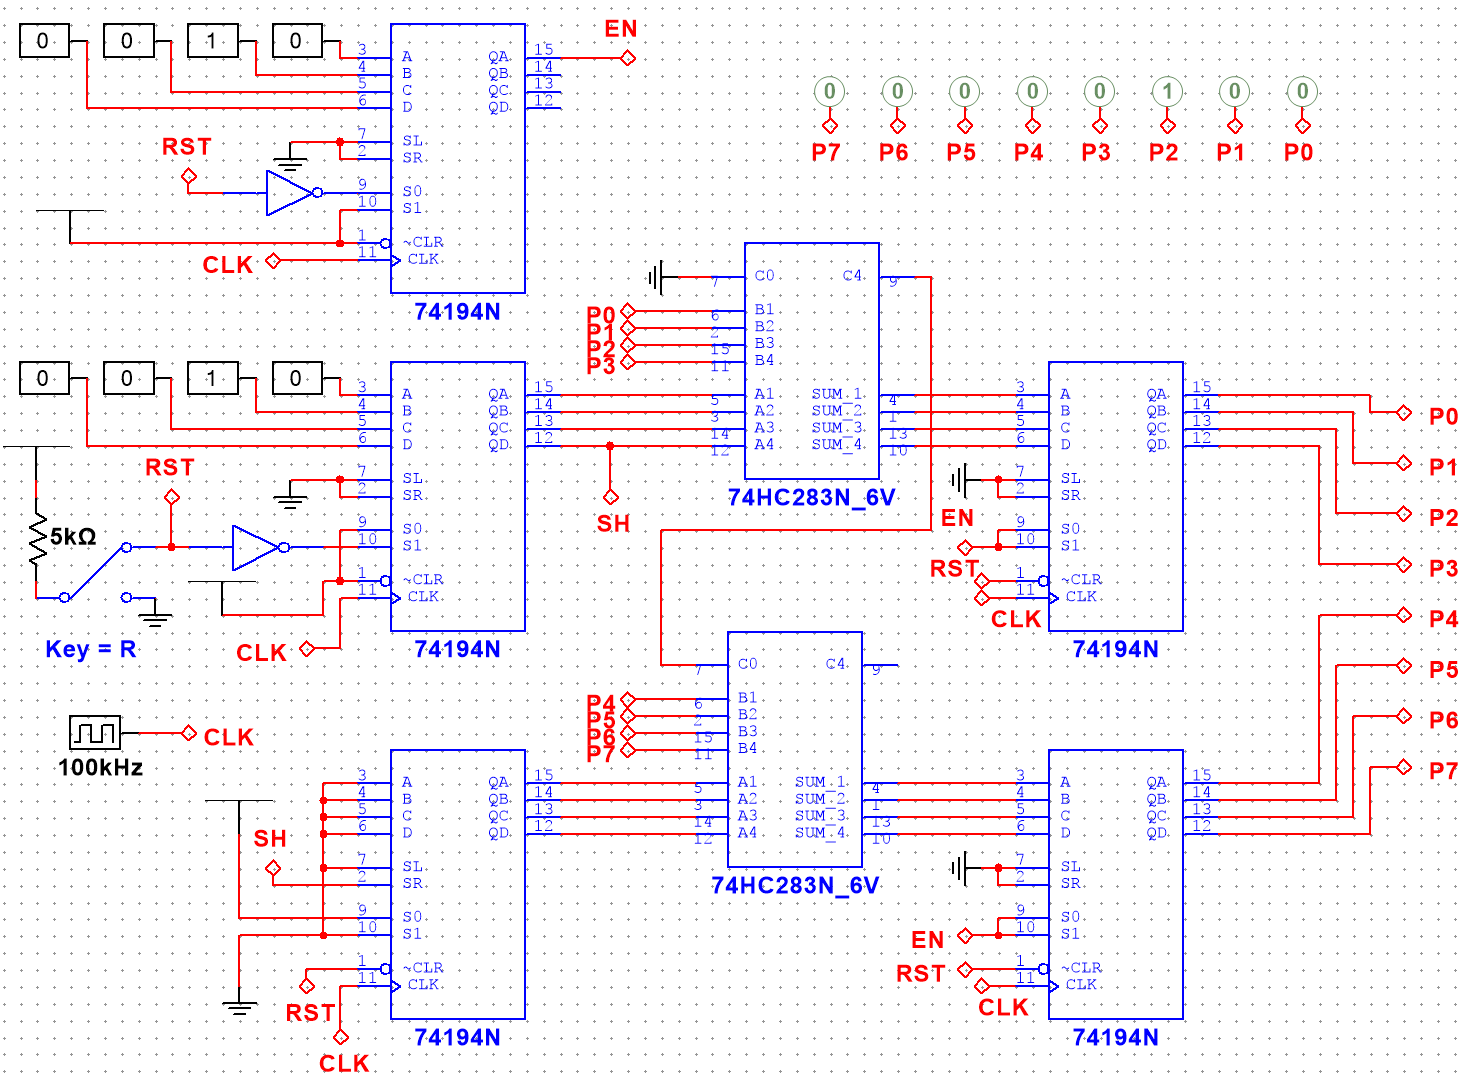 0 0 1 0
3 A QA 15 EN
4 B QB 14
5 C QC 13
6 D QD 12
7 SL
2 SR
RST
9 S0
10 S1
1 ~CLR
CLK 11 CLK
74194N
0 0 0 0 0 1 0 0
P7 P6 P5 P4 P3 P2 P1 P0
7 C0 C4 9
P0 6 B1
P1 2 B2
P2 15 B3
P3 11 B4
5 A1 SUM_1 4
3 A2 SUM_2 1
14 A3 SUM_3 13
12 A4 SUM_4 10
74HC283N_6V
SH
0 0 1 0
3 A QA 15
4 B QB 14
5 C QC 13
6 D QD 12
7 SL
2 SR
RST
9 S0
10 S1
1 ~CLR
11 CLK
5kΩ
Key = R
CLK
74194N
3 A QA 15 P0
4 B QB 14 P1
5 C QC 13 P2
6 D QD 12 P3
7 SL
2 SR
EN
9 S0
10 S1
RST
1 ~CLR
11 CLK
CLK
74194N
P4
P5
P6
P7
100kHz
CLK
SH
3 A QA 15
4 B QB 14
5 C QC 13
6 D QD 12
7 SL
2 SR
9 S0
10 S1
1 ~CLR
11 CLK
RST
CLK
74194N
7 C0 C4 9
P4 6 B1
P5 2 B2
P6 15 B3
P7 11 B4
5 A1 SUM_1 4
3 A2 SUM_2 1
14 A3 SUM_3 13
12 A4 SUM_4 10
74HC283N_6V
3 A QA 15
4 B QB 14
5 C QC 13
6 D QD 12
7 SL
2 SR
9 S0
EN 10 S1
RST 1 ~CLR
11 CLK
CLK
74194N